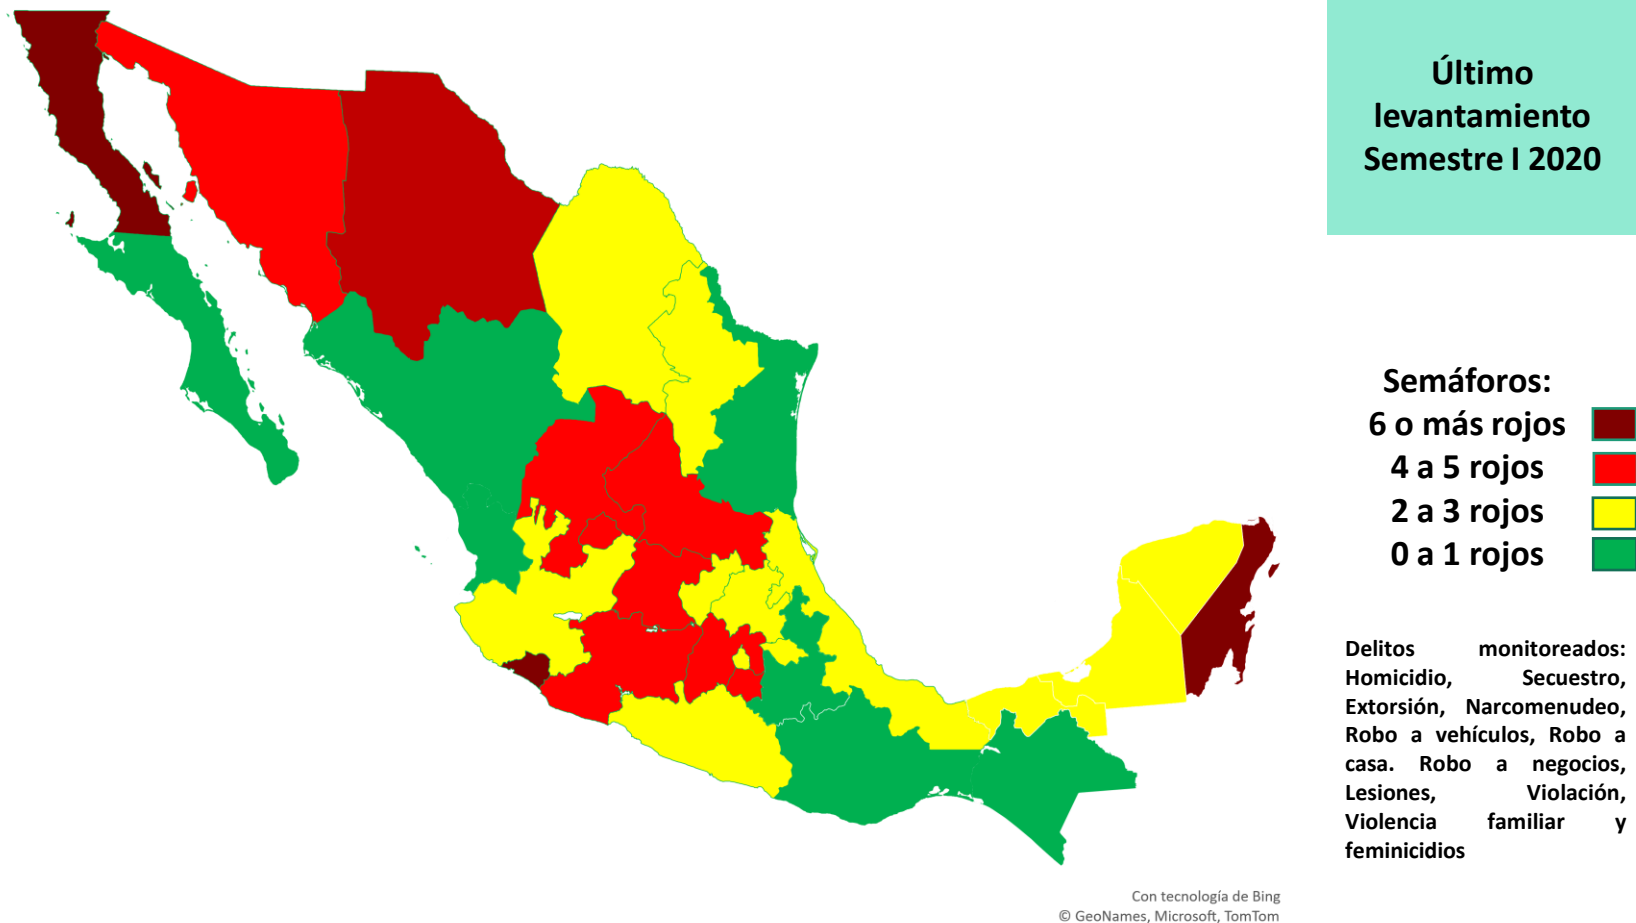 Último
levantamiento
Semestre I 2020
Semáforos:
6 o más rojos
4 a 5 rojos
2 a 3 rojos
0 a 1 rojos
Delitos monitoreados:
Homicidio, Secuestro,
Extorsión, Narcomenudeo,
Robo a vehículos, Robo a
casa. Robo a negocios,
Lesiones, Violación,
Violencia familiar y
feminicidios
Con tecnología de Bing
© GeoNames, Microsoft, TomTom